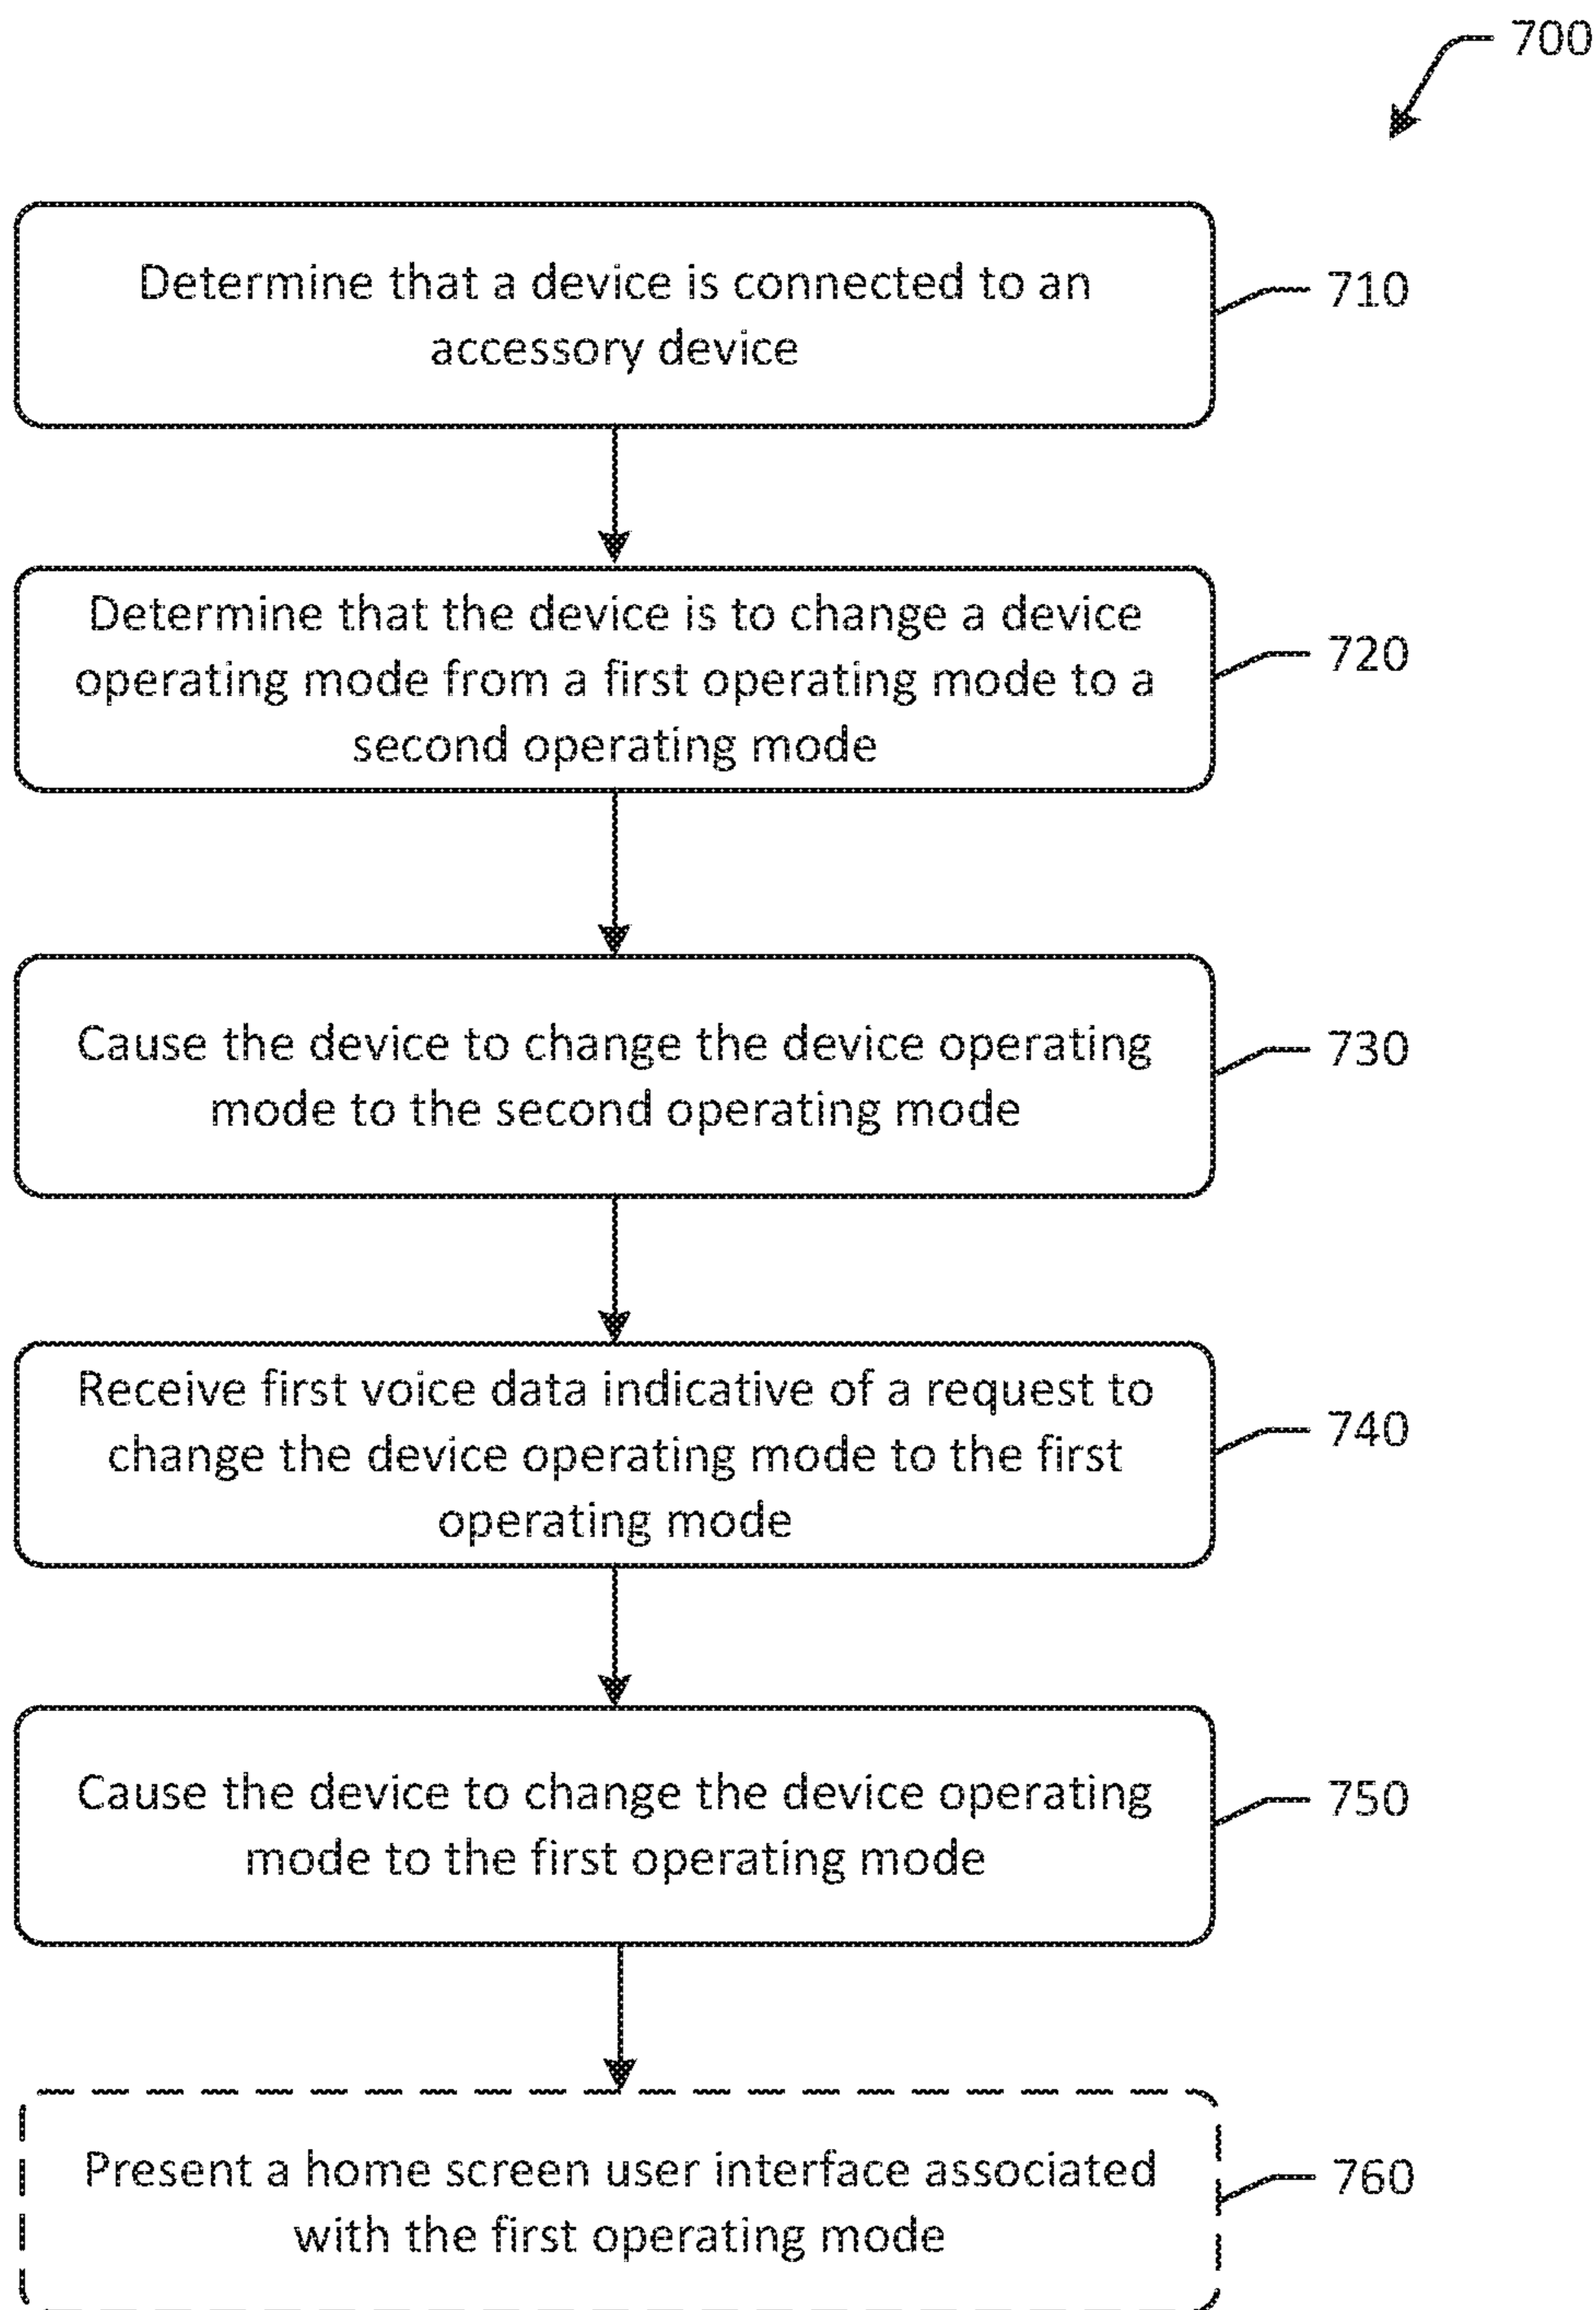 700
Determine that a device is connected to an
accessory device
710
Determine that the device is to change a device
operating mode from a first operating mode to a
second operating mode
720
Cause the device to change the device operating
mode to the second operating mode
730
Receive first voice data indicative of a request to
change the device operating mode to the first
operating mode
740
Cause the device to change the device operating
mode to the first operating mode
750
Present a home screen user interface associated
with the first operating mode
760